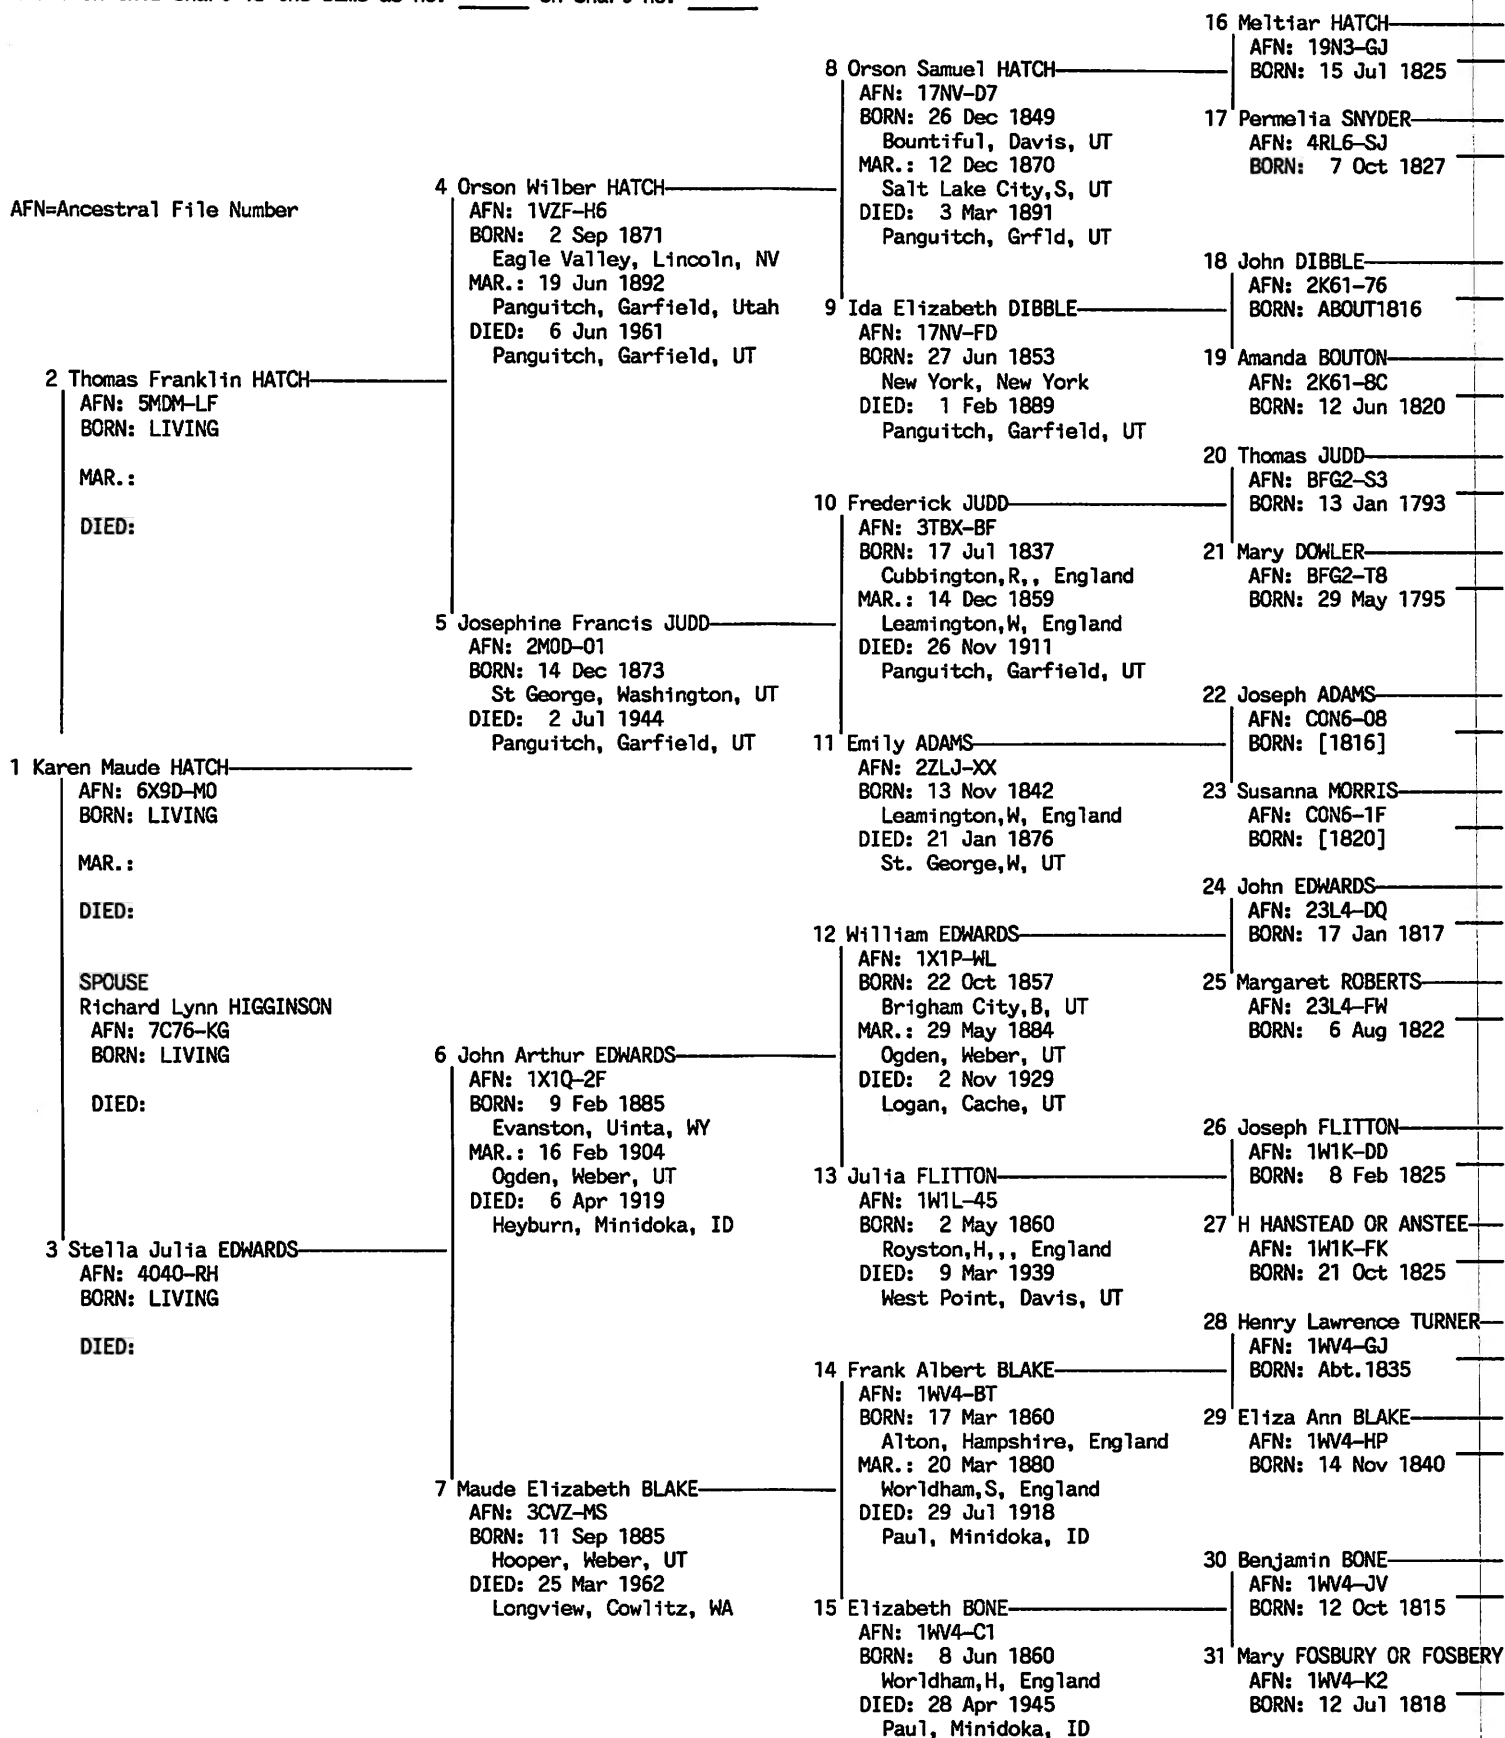 AFN=Ancestral File Number
1 Karen Maude HATCH
AFN: 6X9D-M0
BORN: LIVING
MAR.:
DIED:
SPOUSE
Richard Lynn HIGGINSON
AFN: 7C76-KG
BORN: LIVING
DIED:
2 Thomas Franklin HATCH
AFN: 5MDM-LF
BORN: LIVING
MAR.:
DIED:
3 Stella Julia EDWARDS
AFN: 4040-RH
BORN: LIVING
DIED:
4 Orson Wilber HATCH
AFN: 1VZF-H6
BORN: 2 Sep 1871
Eagle Valley, Lincoln, NV
MAR.: 19 Jun 1892
Panguitch, Garfield, Utah
DIED: 6 Jun 1961
Panguitch, Garfield, UT
5 Josephine Francis JUDD
AFN: 2M0D-01
BORN: 14 Dec 1873
St George, Washington, UT
DIED: 2 Jul 1944
Panguitch, Garfield, UT
6 John Arthur EDWARDS
AFN: 1X1Q-2F
BORN: 9 Feb 1885
Evanston, Uinta, WY
MAR.: 16 Feb 1904
Ogden, Weber, UT
DIED: 6 Apr 1919
Heyburn, Minidoka, ID
7 Maude Elizabeth BLAKE
AFN: 3CVZ-MS
BORN: 11 Sep 1885
Hooper, Weber, UT
DIED: 25 Mar 1962
Longview, Cowlitz, WA
8 Orson Samuel HATCH
AFN: 17NV-D7
BORN: 26 Dec 1849
Bountiful, Davis, UT
MAR.: 12 Dec 1870
Salt Lake City,S, UT
DIED: 3 Mar 1891
Panguitch, Grfld, UT
9 Ida Elizabeth DIBBLE
AFN: 17NV-FD
BORN: 27 Jun 1853
New York, New York
DIED: 1 Feb 1889
Panguitch, Garfield, UT
10 Frederick JUDD
AFN: 3TBX-BF
BORN: 17 Jul 1837
Cubbington,R,, England
MAR.: 14 Dec 1859
Leamington,W, England
DIED: 26 Nov 1911
Panguitch, Garfield, UT
11 Emily ADAMS
AFN: 2ZLJ-XX
BORN: 13 Nov 1842
Leamington,W, England
DIED: 21 Jan 1876
St. George,W, UT
12 William EDWARDS
AFN: 1X1P-WL
BORN: 22 Oct 1857
Brigham City,B, UT
MAR.: 29 May 1884
Ogden, Weber, UT
DIED: 2 Nov 1929
Logan, Cache, UT
13 Julia FLITTON
AFN: 1W1L-45
BORN: 2 May 1860
Royston,H,,, England
DIED: 9 Mar 1939
West Point, Davis, UT
14 Frank Albert BLAKE
AFN: 1WV4-BT
BORN: 17 Mar 1860
Alton, Hampshire, England
MAR.: 20 Mar 1880
Worldham,S, England
DIED: 29 Jul 1918
Paul, Minidoka, ID
15 Elizabeth BONE
AFN: 1WV4-C1
BORN: 8 Jun 1860
Worldham,H, England
DIED: 28 Apr 1945
Paul, Minidoka, ID
16 Meltiar HATCH
AFN: 19N3-GJ
BORN: 15 Jul 1825
17 Permelia SNYDER
AFN: 4RL6-SJ
BORN: 7 Oct 1827
18 John DIBBLE
AFN: 2K61-76
BORN: ABOUT1816
19 Amanda BOUTON
AFN: 2K61-8C
BORN: 12 Jun 1820
20 Thomas JUDD
AFN: BFG2-S3
BORN: 13 Jan 1793
21 Mary DOWLER
AFN: BFG2-T8
BORN: 29 May 1795
22 Joseph ADAMS
AFN: C0N6-08
BORN: [1816]
23 Susanna MORRIS
AFN: C0N6-1F
BORN: [1820]
24 John EDWARDS
AFN: 23L4-DQ
BORN: 17 Jan 1817
25 Margaret ROBERTS
AFN: 23L4-FW
BORN: 6 Aug 1822
26 Joseph FLITTON
AFN: 1W1K-DD
BORN: 8 Feb 1825
27 H HANSTEAD OR ANSTEE
AFN: 1W1K-FK
BORN: 21 Oct 1825
28 Henry Lawrence TURNER
AFN: 1WV4-GJ
BORN: Abt.1835
29 Eliza Ann BLAKE
AFN: 1WV4-HP
BORN: 14 Nov 1840
30 Benjamin BONE
AFN: 1WV4-JV
BORN: 12 Oct 1815
31 Mary FOSBURY OR FOSBERY
AFN: 1WV4-K2
BORN: 12 Jul 1818